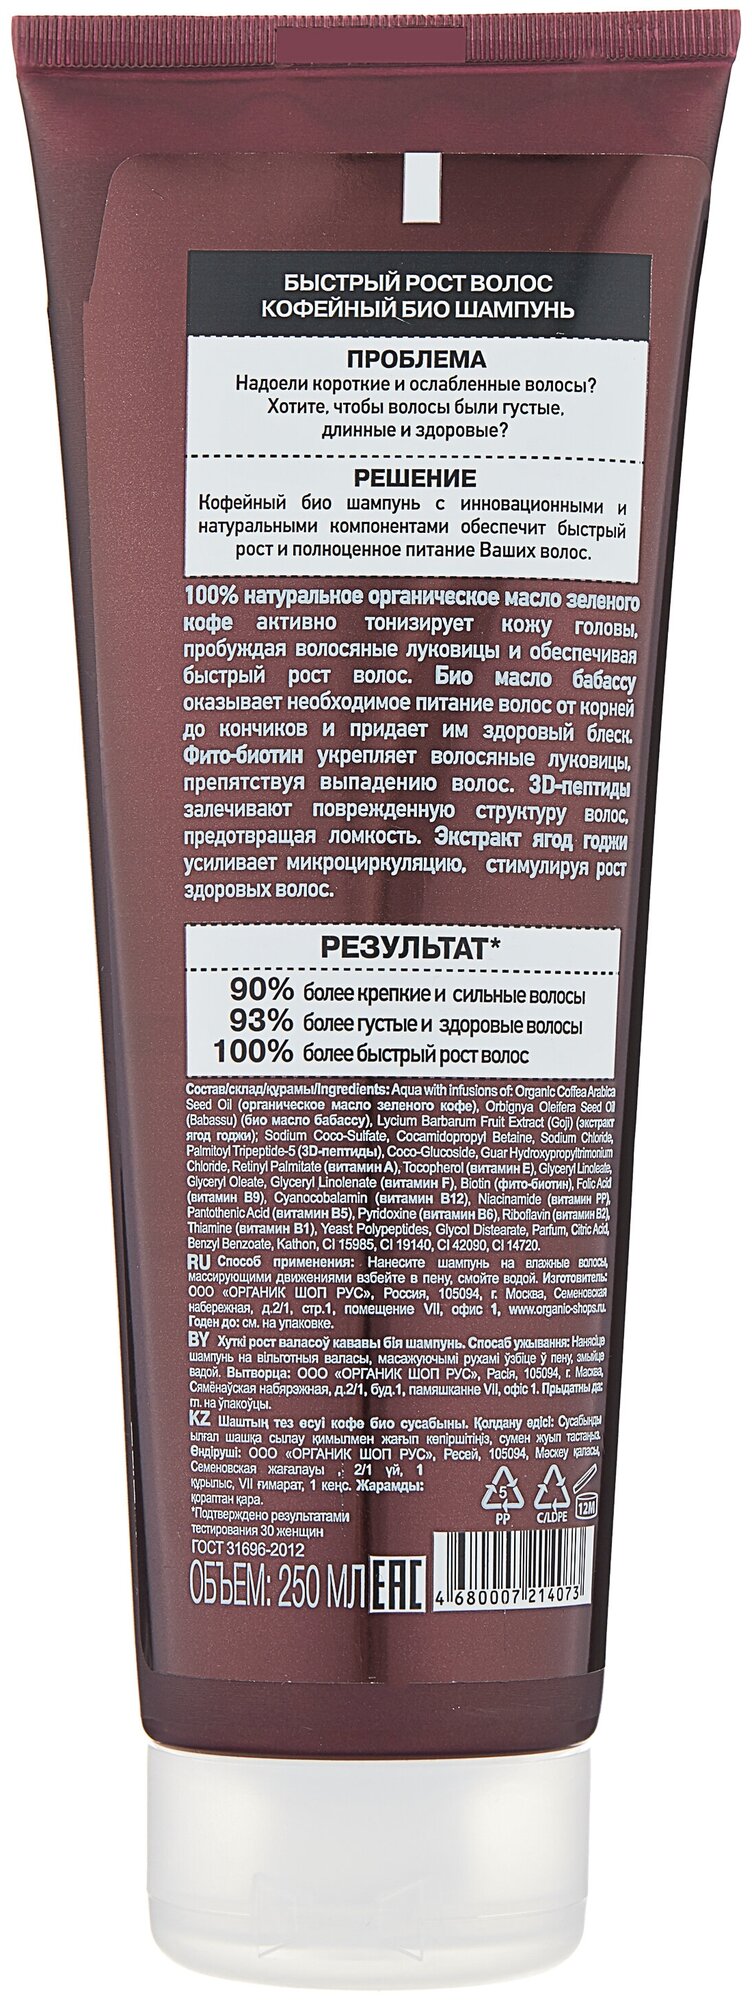 БЫСТРЫЙ РОСТ ВОЛОС
КОФЕЙНЫЙ БИО ШАМПУНЬ
ПРОБЛЕМА
Надоели короткие и ослабленные волосы?
Хотите, чтобы волосы были густые,
длинные и здоровые?
РЕШЕНИЕ
Кофейный био шампунь с инновационными и
натуральными компонентами обеспечит быстрый
рост и полноценное питание Ваших волос.
100% натуральное органическое масло зеленого
кофе активно тонизирует кожу головы,
пробуждая волосяные луковицы и обеспечивая
быстрый рост волос. Био масло бабассу
оказывает необходимое питание волос от корней
до кончиков и придает им здоровый блеск.
Фито-биотин укрепляет волосяные луковицы,
препятствуя выпадению волос. 3D-пептиды
залечивают поврежденную структуру волос,
предотвращая ломкость. Экстракт ягод годжи
усиливает микроциркуляцию, стимулируя рост
здоровых волос.
РЕЗУЛЬТАТ*
90% более крепкие и сильные волосы
93% более густые и здоровые волосы
100% более быстрый рост волос
Состав/склад/құрамы/Ingredients: Aqua with infusions of: Organic Coffea Arabica
Seed Oil (органическое масло зеленого кофе), Orbignya Oleifera Seed Oil
(Babassu) (био масло бабассу), Lycium Barbarum Fruit Extract (Goji) (экстракт
ягод годжи); Sodium Coco-Sulfate, Cocamidopropyl Betaine, Sodium Chloride,
Palmitoyl Tripeptide-5 (3D-пептиды), Coco-Glucoside, Guar Hydroxypropyltrimonium
Chloride, Retinyl Palmitate (витамин A), Tocopherol (витамин E), Glyceryl Linoleate,
Glyceryl Oleate, Glyceryl Linolenate (витамин F), Biotin (фито-биотин), Folic Acid
(витамин B9), Cyanocobalamin (витамин B12), Niacinamide (витамин PP),
Pantothenic Acid (витамин B5), Pyridoxine (витамин B6), Riboflavin (витамин B2),
Thiamine (витамин B1), Yeast Polypeptides, Glycol Distearate, Parfum, Citric Acid,
Benzyl Benzoate, Kathon, CI 15985, CI 19140, CI 42090, CI 14720.
RU Способ применения: Нанесите шампунь на влажные волосы,
массирующими движениями взбейте в пену, смойте водой. Изготовитель:
ООО «ОРГАНИК ШОП РУС», Россия, 105094, г. Москва, Семеновская
набережная, д.2/1, стр.1, помещение VII, офис 1, www.organic-shops.ru.
Годен до: см. на упаковке.
BY Хуткі рост валасоў кававы бія шампунь. Спосаб ужывання: Нанясіце
шампунь на вільготныя валасы, масажуючымі рухамі ўзбіце ў пену, змыйце
вадой. Вытворца: ООО «ОРГАНИК ШОП РУС», Расія, 105094, г. Масква,
Сямёнаўская набярэжная, д.2/1, буд.1, памяшканне VII, офіс 1. Прыдатны да:
гл. на ўпакоўцы.
KZ Шаштың тез өсуі кофе био сусабыны. Қолдану әдісі: Сусабынды
ылғал шашқа сылау қимылмен жағып көпіршітіңіз, сумен жуып тастаңыз.
Өндіруші: ООО «ОРГАНИК ШОП РУС», Ресей, 105094, Мәскеу қаласы,
Семеновская жағалауы , 2/1 үй, 1
құрылыс, VII ғимарат, 1 кеңс. Жарамды:
қораптан қара.
*Подтверждено результатами
тестирования 30 женщин
ГОСТ 31696-2012
5
PP
C/LDPE
12M
ОБЪЕМ: 250 МЛ EAC
4 680007 214073